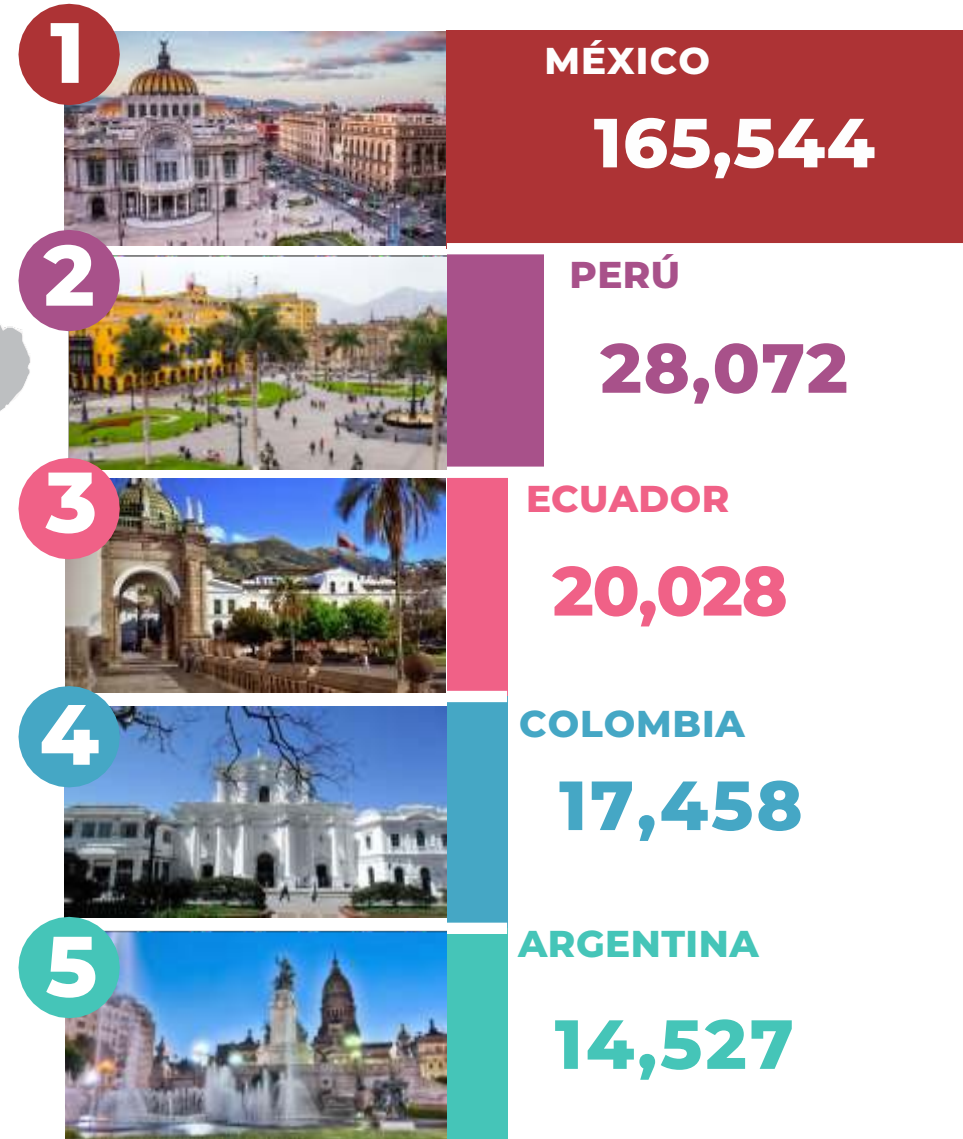 1
MÉXICO
165,544
2
PERÚ
28,072
3
ECUADOR
20,028
4
COLOMBIA
17,458
5
ARGENTINA
14,527